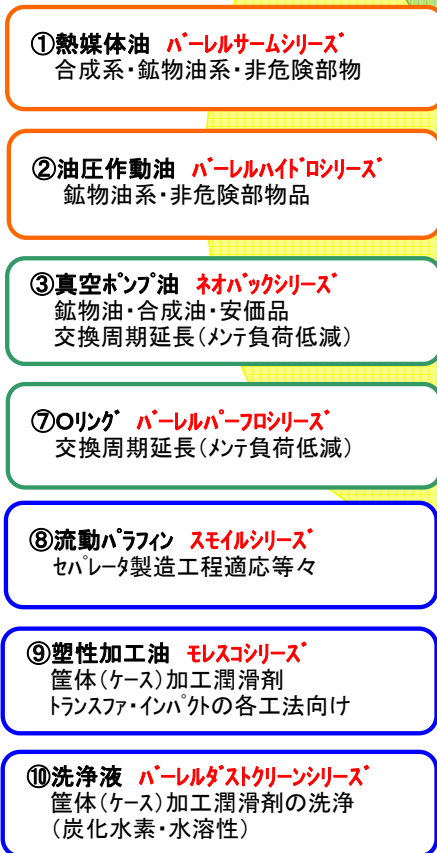 ①熱媒体油 ﾊﾞｰﾚﾙサームシリーズ
合成系・鉱物油系・非危険部物
②油圧作動油 ﾊﾞｰﾚﾙハイドロシリーズ
鉱物油系・非危険部物品
③真空ポンプ油 ネオバックシリーズ
鉱物油・合成油・安価品
交換周期延長（メンテ負荷低減）
⑦Oリング バーレルパーフロシリーズ
交換周期延長（メンテ負荷低減）
⑧流動パラフィン スモイルシリーズ
セパレータ製造工程適応等々
⑨塑性加工油 モレスコシリーズ
筐体（ケース）加工潤滑剤
トランスファ・インパクトの各工法向け
⑩洗浄液 バーレルダストクリーンシリーズ
筐体（ケース）加工潤滑剤の洗浄
（炭化水素・水溶性）